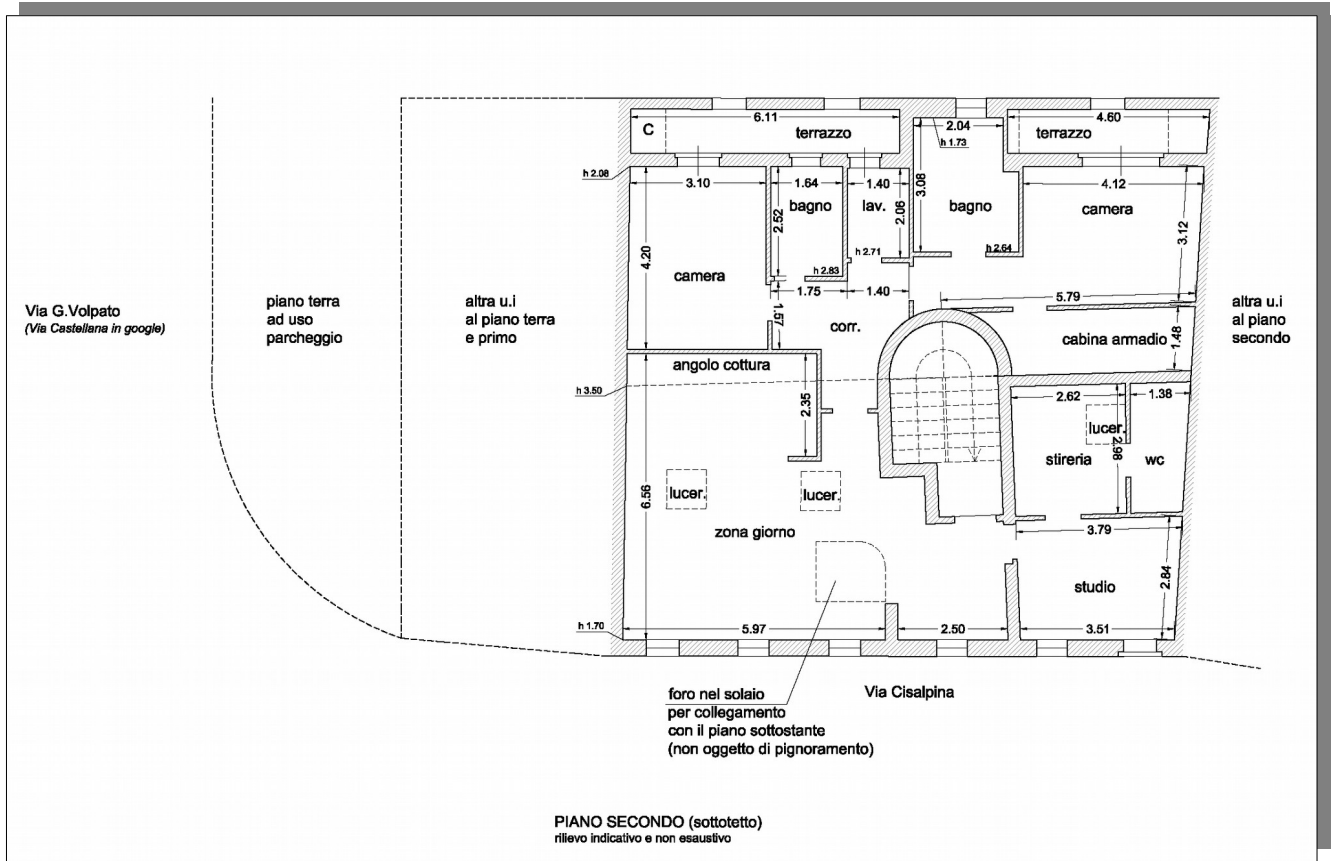 C
6.11
terrazzo
2.04
h 1.73
4.60
terrazzo
h 2.08
3.10
1.64
1.40
3.08
4.12
bagno
lav.
2.06
bagno
camera
2.52
3.12
4.20
h 2.71
h 2.64
camera
h 2.83
1.75
1.40
5.79
Via G.Volpato
(Via Castellana in google)
piano terra
ad uso
parcheggio
altra u.i
al piano terra
e primo
1.57
corr.
cabina armadio
1.48
altra u.i
al piano
secondo
angolo cottura
h 3.50
2.35
2.62
1.38
lucer.
2.98
stireria
wc
6.56
lucer.
lucer.
zona giorno
3.79
studio
2.84
h 1.70
5.97
2.50
3.51
foro nel solaio
per collegamento
con il piano sottostante
(non oggetto di pignoramento)
Via Cisalpina
PIANO SECONDO (sottotetto)
rilievo indicativo e non esaustivo